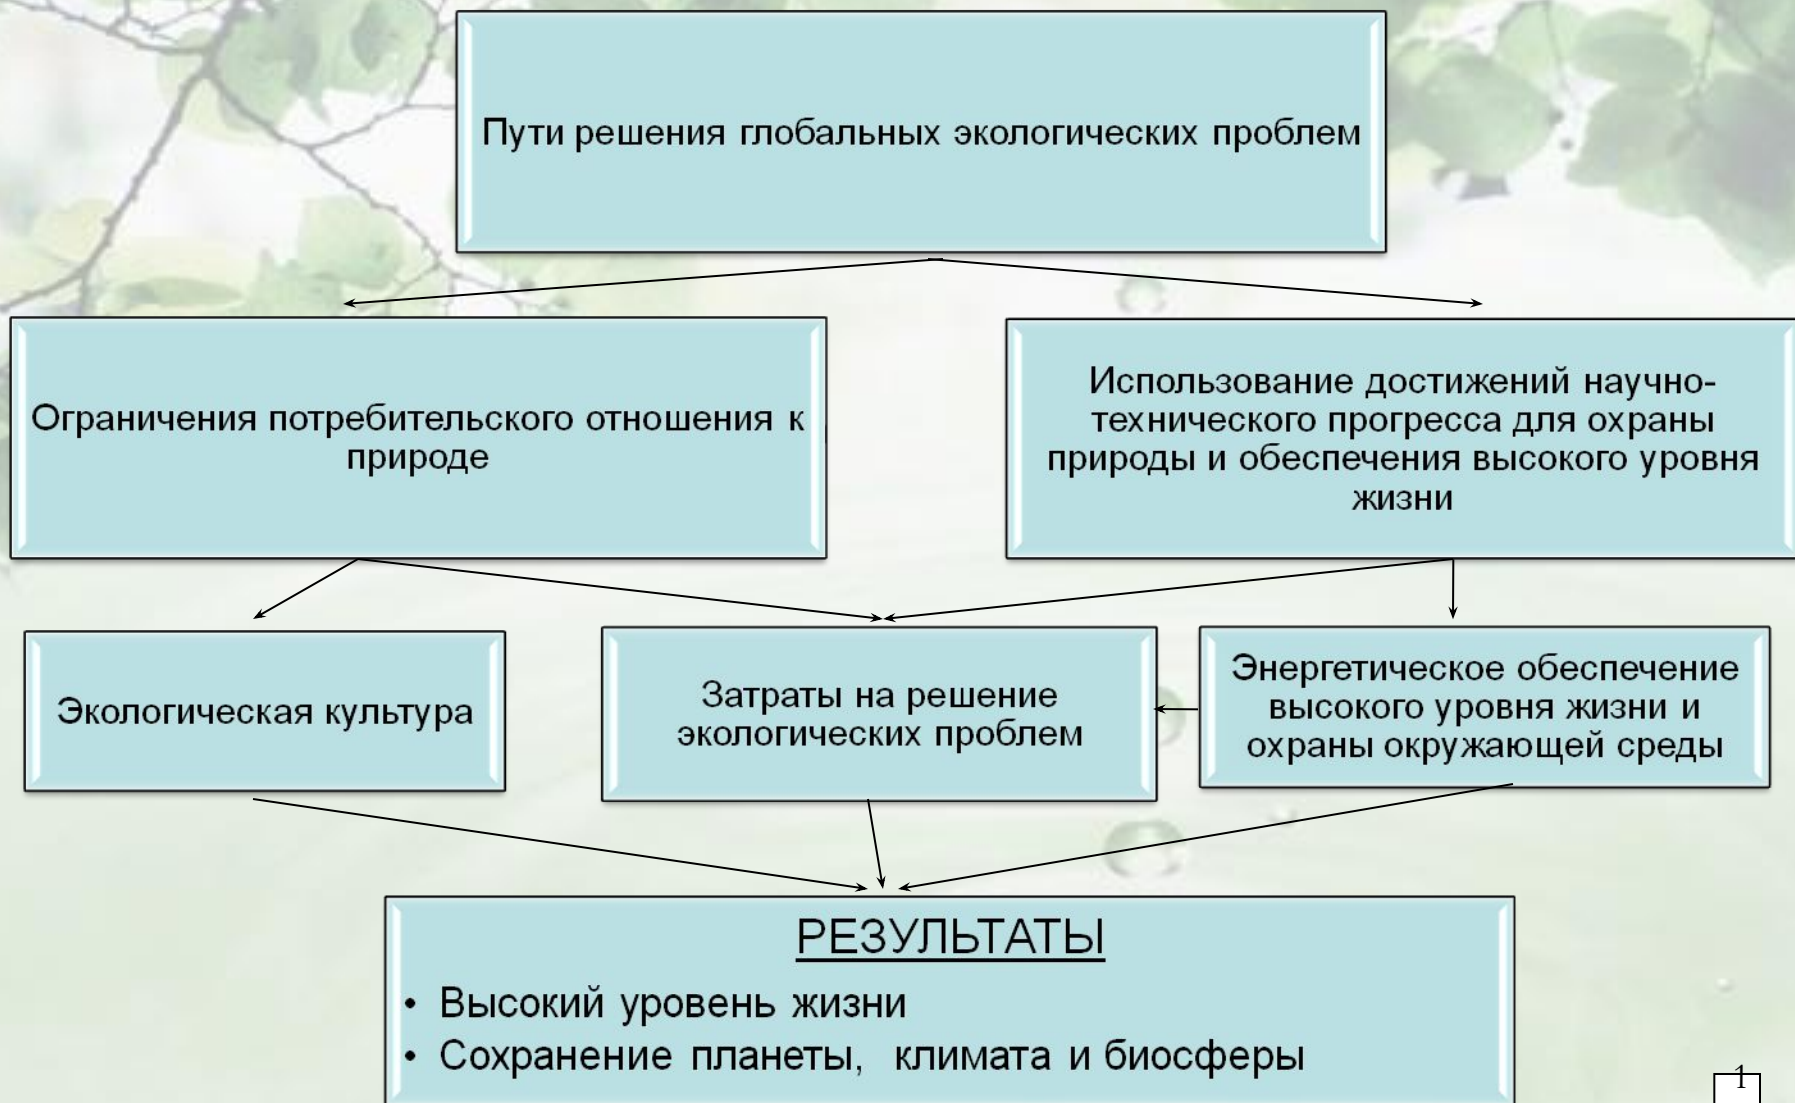 Пути решения глобальных экологических проблем
Ограничения потребительского отношения к
природе
Использование достижений научно-
технического прогресса для охраны
природы и обеспечения высокого уровня
жизни
Экологическая культура
Затраты на решение
экологических проблем
Энергетическое обеспечение
высокого уровня жизни и
охраны окружающей среды
РЕЗУЛЬТАТЫ
• Высокий уровень жизни
• Сохранение планеты, климата и биосферы
1